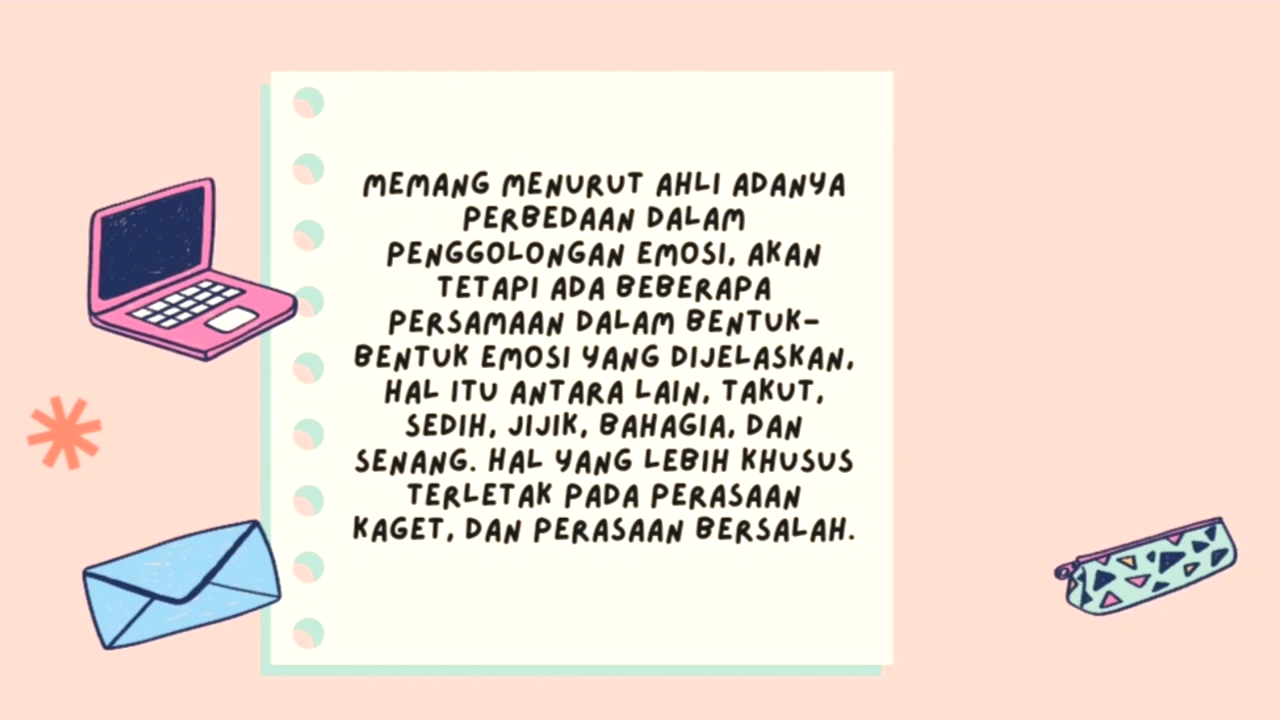 MEMANG MENURUT AHLI ADANYA
PERBEDAAN DALAM
PENGGOLONGAN EMOSI, AKAN
TETAPI ADA BEBERAPA
PERSAMAAN DALAM BENTUK-
BENTUK EMOSI YANG DIJELASKAN,
HAL ITU ANTARA LAIN, TAKUT,
SEDIH, JIJIK, BAHAGIA, DAN
SENANG. HAL YANG LEBIH KHUSUS
TERLETAK PADA PERASAAN
KAGET, DAN PERASAAN BERSALAH.